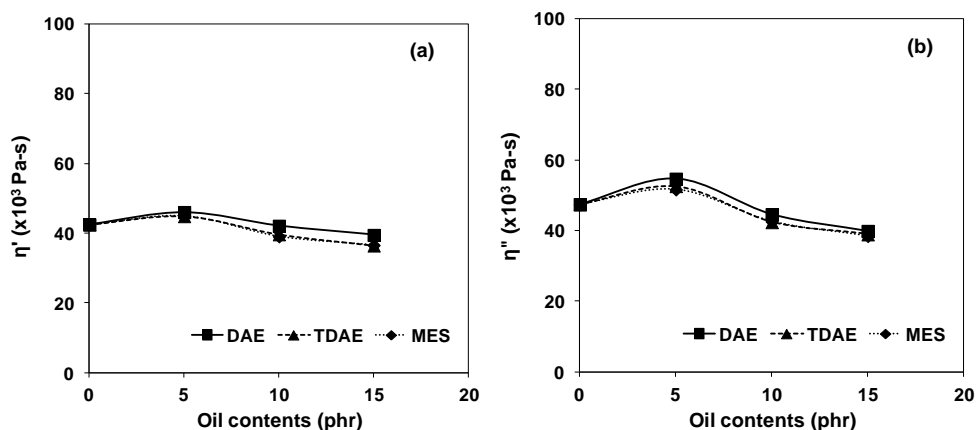 100
80
60
40
20
0
0 5 10 15 20
η' (x10³ Pa-s)
Oil contents (phr)
(a)
DAE TDAE MES
100
80
60
40
20
0
0 5 10 15 20
η" (x10³ Pa-s)
Oil contents (phr)
(b)
DAE TDAE MES